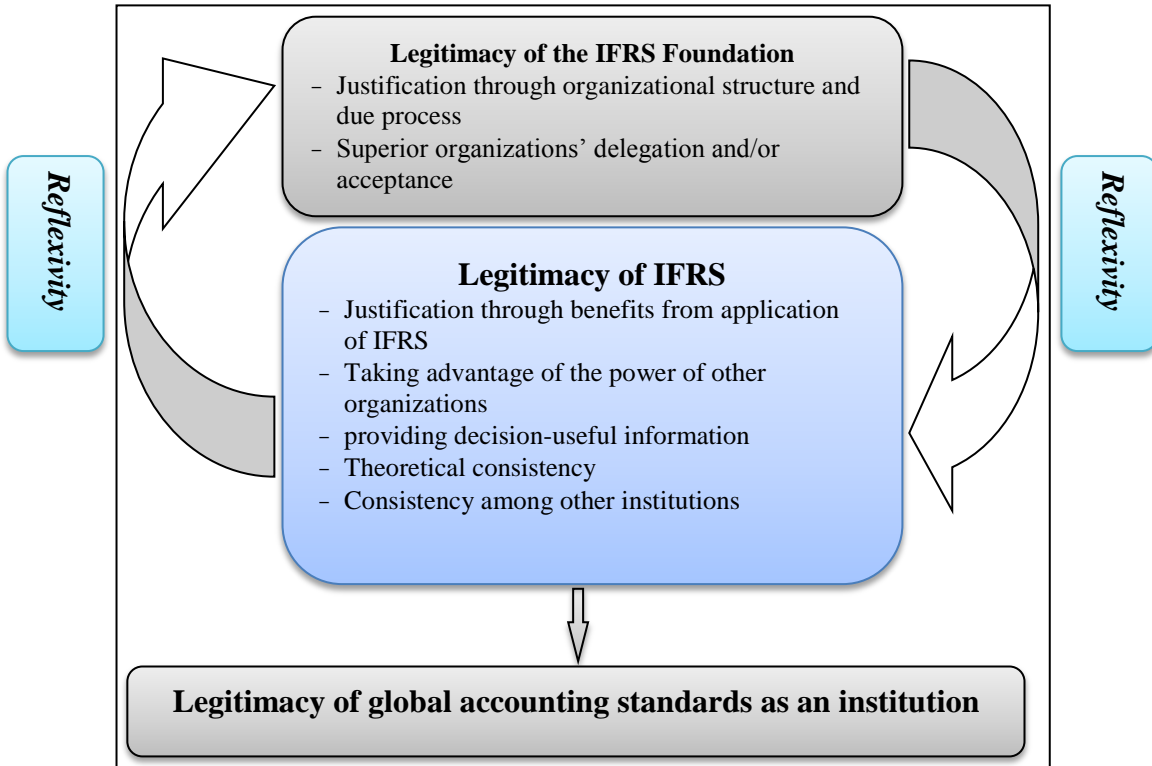 Legitimacy of the IFRS Foundation
- Justification through organizational structure and
due process
- Superior organizations’ delegation and/or
acceptance
Reflexivity
Reflexivity
Legitimacy of IFRS
- Justification through benefits from application
of IFRS
- Taking advantage of the power of other
organizations
- providing decision-useful information
- Theoretical consistency
- Consistency among other institutions
Legitimacy of global accounting standards as an institution